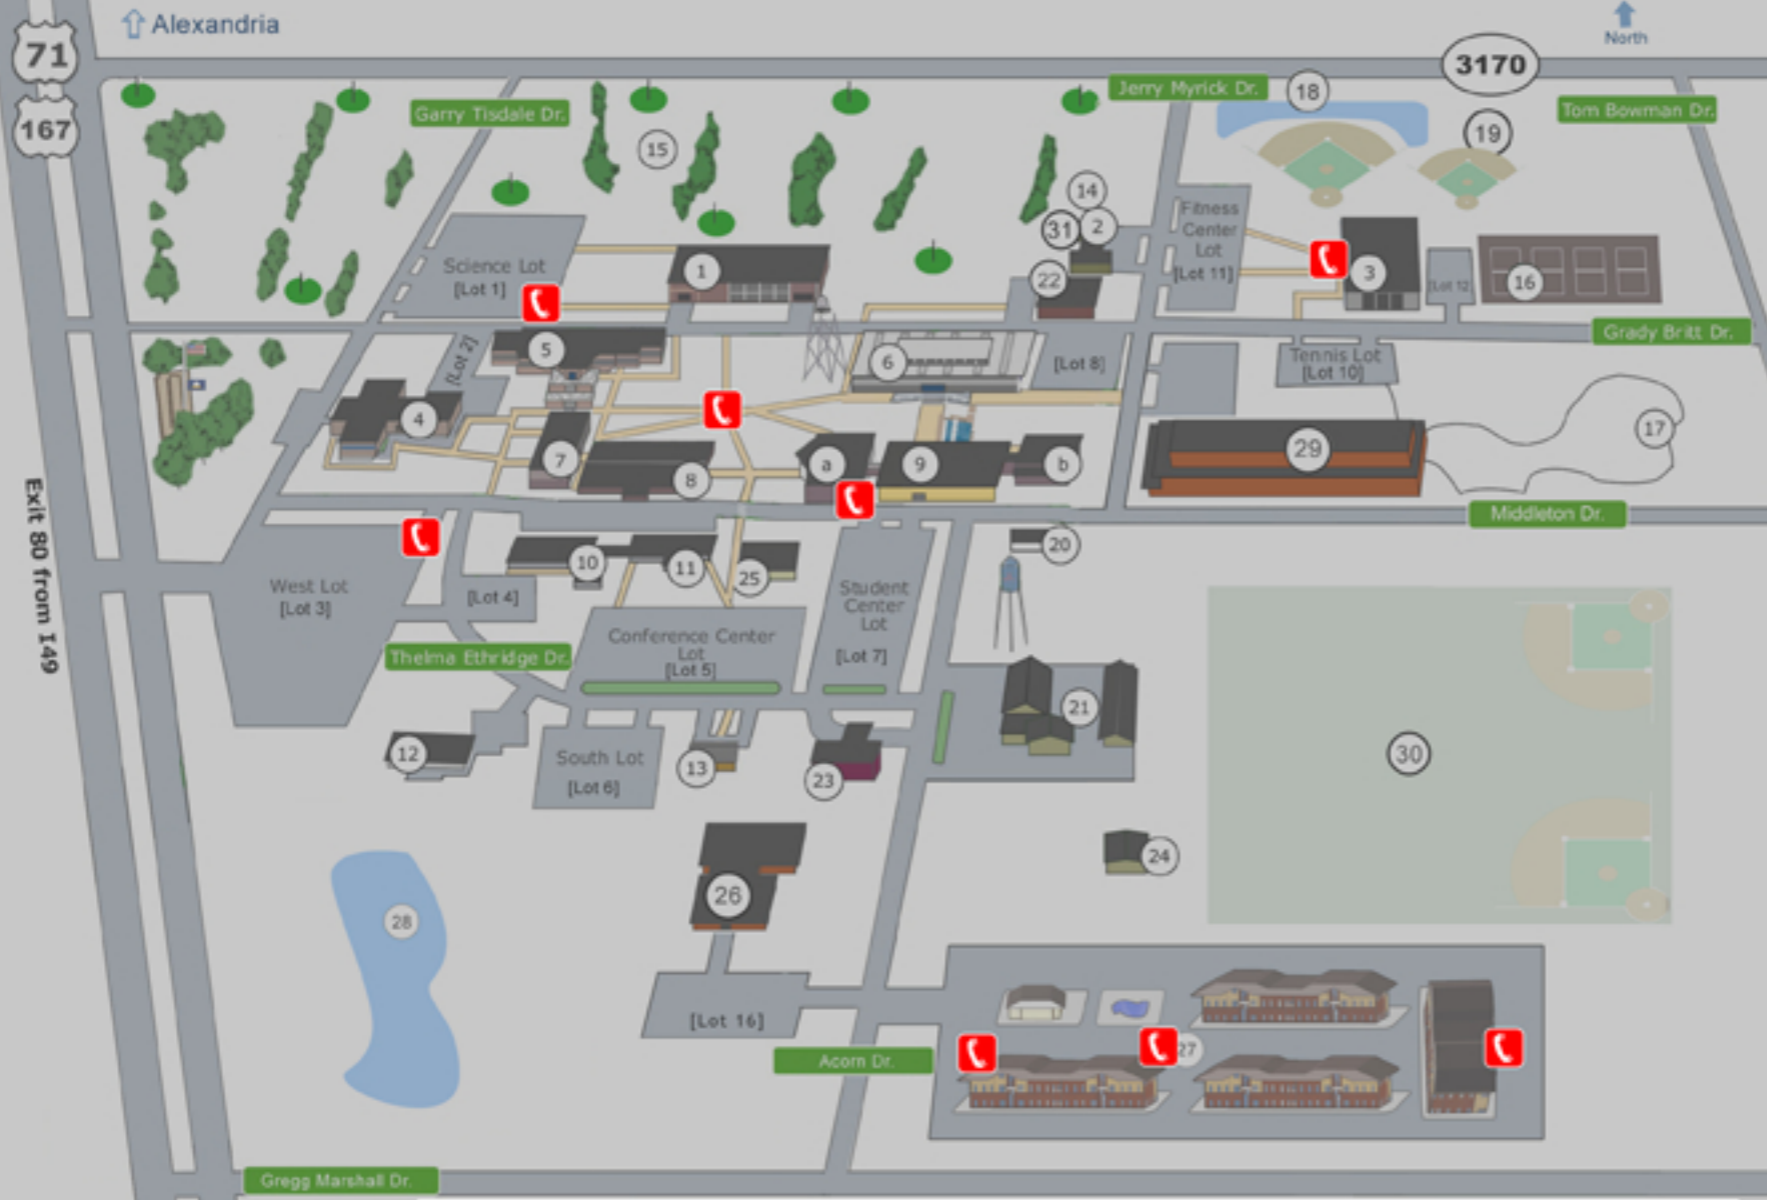 Alexandria
North
71
167
3170
Jerry Myrick Dr.
18
Garry Tisdale Dr.
Tom Bowman Dr.
19
15
14
31
2
Fitness
Center
Lot
[Lot 11]
Science Lot
[Lot 1]
1
22
3
[Lot 12
16
Grady Britt Dr.
[Lot 2]
5
6
[Lot 8]
Tennis Lot
[Lot 10]
4
7
8
a
9
b
29
17
Middleton Dr.
Exit 80 from I49
West Lot
[Lot 3]
[Lot 4]
10
11
25
20
Student
Center
Lot
[Lot 7]
Conference Center
Lot
[Lot 5]
Thelma Ethridge Dr.
21
12
South Lot
[Lot 6]
13
23
30
24
26
28
[Lot 16]
27
Acorn Dr.
Gregg Marshall Dr.